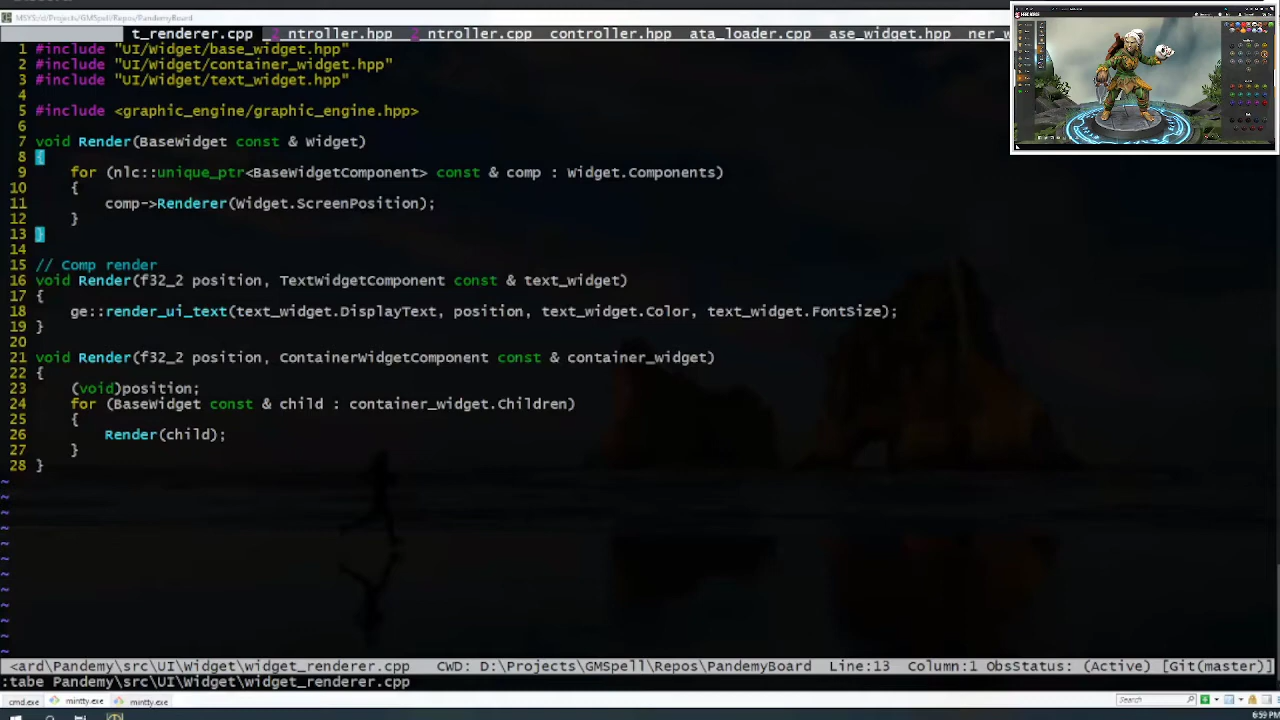 MSYS:/d/Projects/GMSpell/Repos/PandemyBoard
t_renderer.cpp 2 ntroller.hpp 2 ntroller.cpp controller.hpp ata_loader.cpp ase_widget.hpp ner_w
1 #include "UI/Widget/base_widget.hpp"
2 #include "UI/Widget/container_widget.hpp"
3 #include "UI/Widget/text_widget.hpp"
4
5 #include <graphic_engine/graphic_engine.hpp>
6
7 void Render(BaseWidget const & Widget)
8 {
9 for (nlc::unique_ptr<BaseWidgetComponent> const & comp : Widget.Components)
10 {
11 comp->Renderer(Widget.ScreenPosition);
12 }
13 }
14
15 // Comp render
16 void Render(f32_2 position, TextWidgetComponent const & text_widget)
17 {
18 ge::render_ui_text(text_widget.DisplayText, position, text_widget.Color, text_widget.FontSize);
19 }
20
21 void Render(f32_2 position, ContainerWidgetComponent const & container_widget)
22 {
23 (void)position;
24 for (BaseWidget const & child : container_widget.Children)
25 {
26 Render(child);
27 }
28 }
~
~
~
~
~
~
~
~
~
~
~
<ard\Pandemy\src\UI\Widget\widget_renderer.cpp CWD: D:\Projects\GMSpell\Repos\PandemyBoard Line:13 Column:1 ObsStatus: (Active) [Git(master)]
:tabe Pandemy\src\UI\Widget\widget_renderer.cpp
cmd.exe mintty.exe mintty.exe Search
6:59 PM